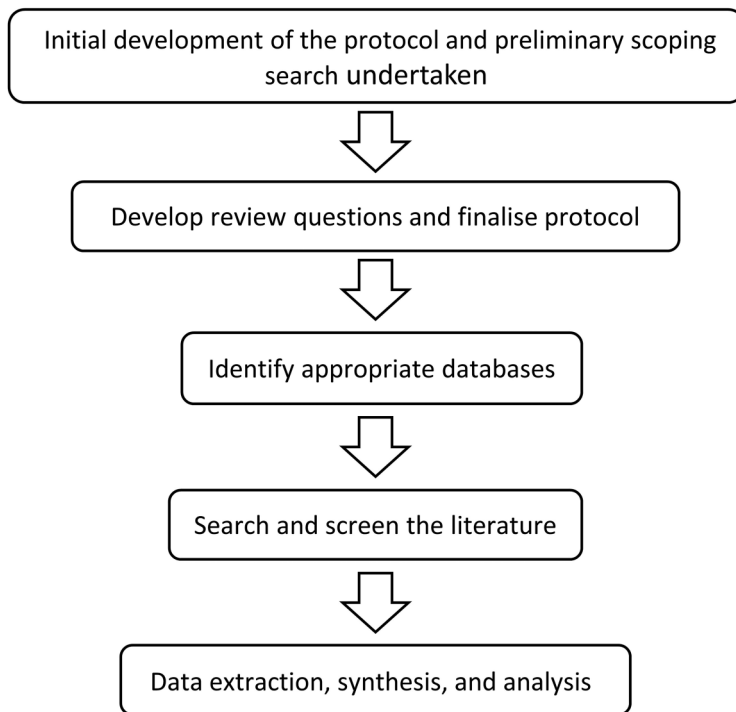 Initial development of the protocol and preliminary scoping
search undertaken
Develop review questions and finalise protocol
Identify appropriate databases
Search and screen the literature
Data extraction, synthesis, and analysis